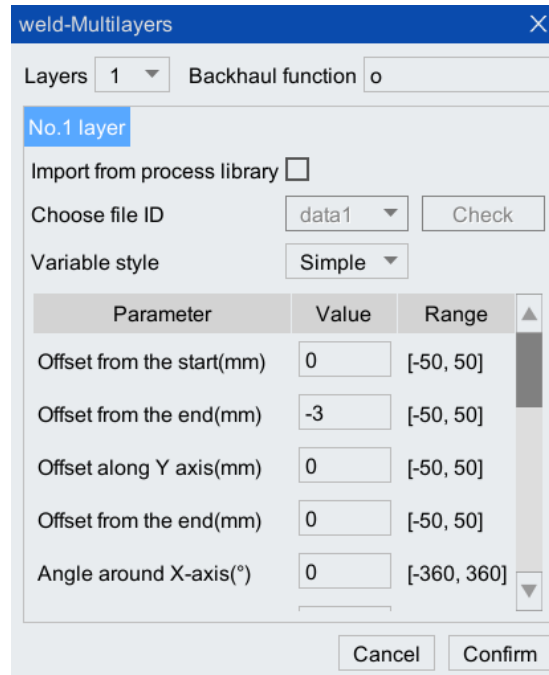 weld-Multilayers
Layers 1 Backhaul function o
No.1 layer
Import from process library
Choose file ID data1 Check
Variable style Simple
Parameter Value Range
Offset from the start(mm) 0 [-50, 50]
Offset from the end(mm) -3 [-50, 50]
Offset along Y axis(mm) 0 [-50, 50]
Offset from the end(mm) 0 [-50, 50]
Angle around X-axis(°) 0 [-360, 360]
Cancel Confirm